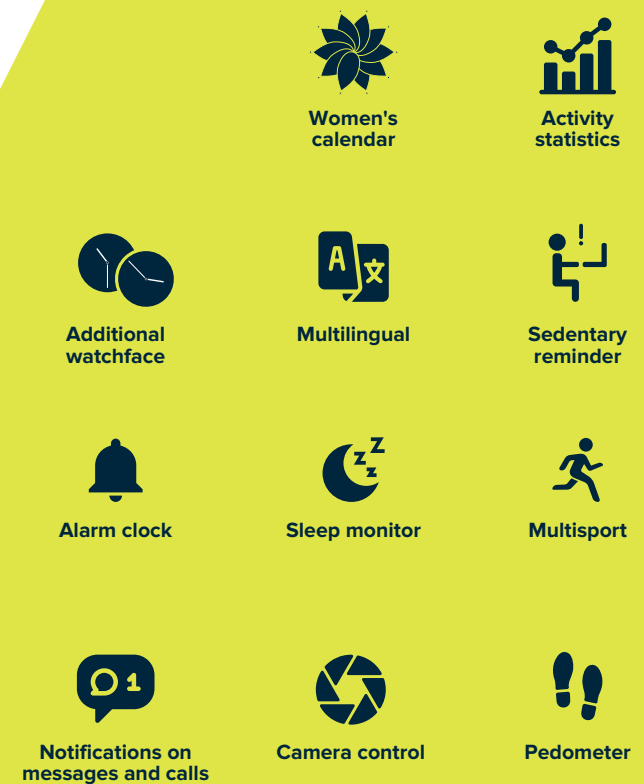 Women's
calendar
Activity
statistics
Additional
watchface
Multilingual
Sedentary
reminder
Alarm clock
Sleep monitor
Multisport
1
Notifications on
messages and calls
Camera control
Pedometer